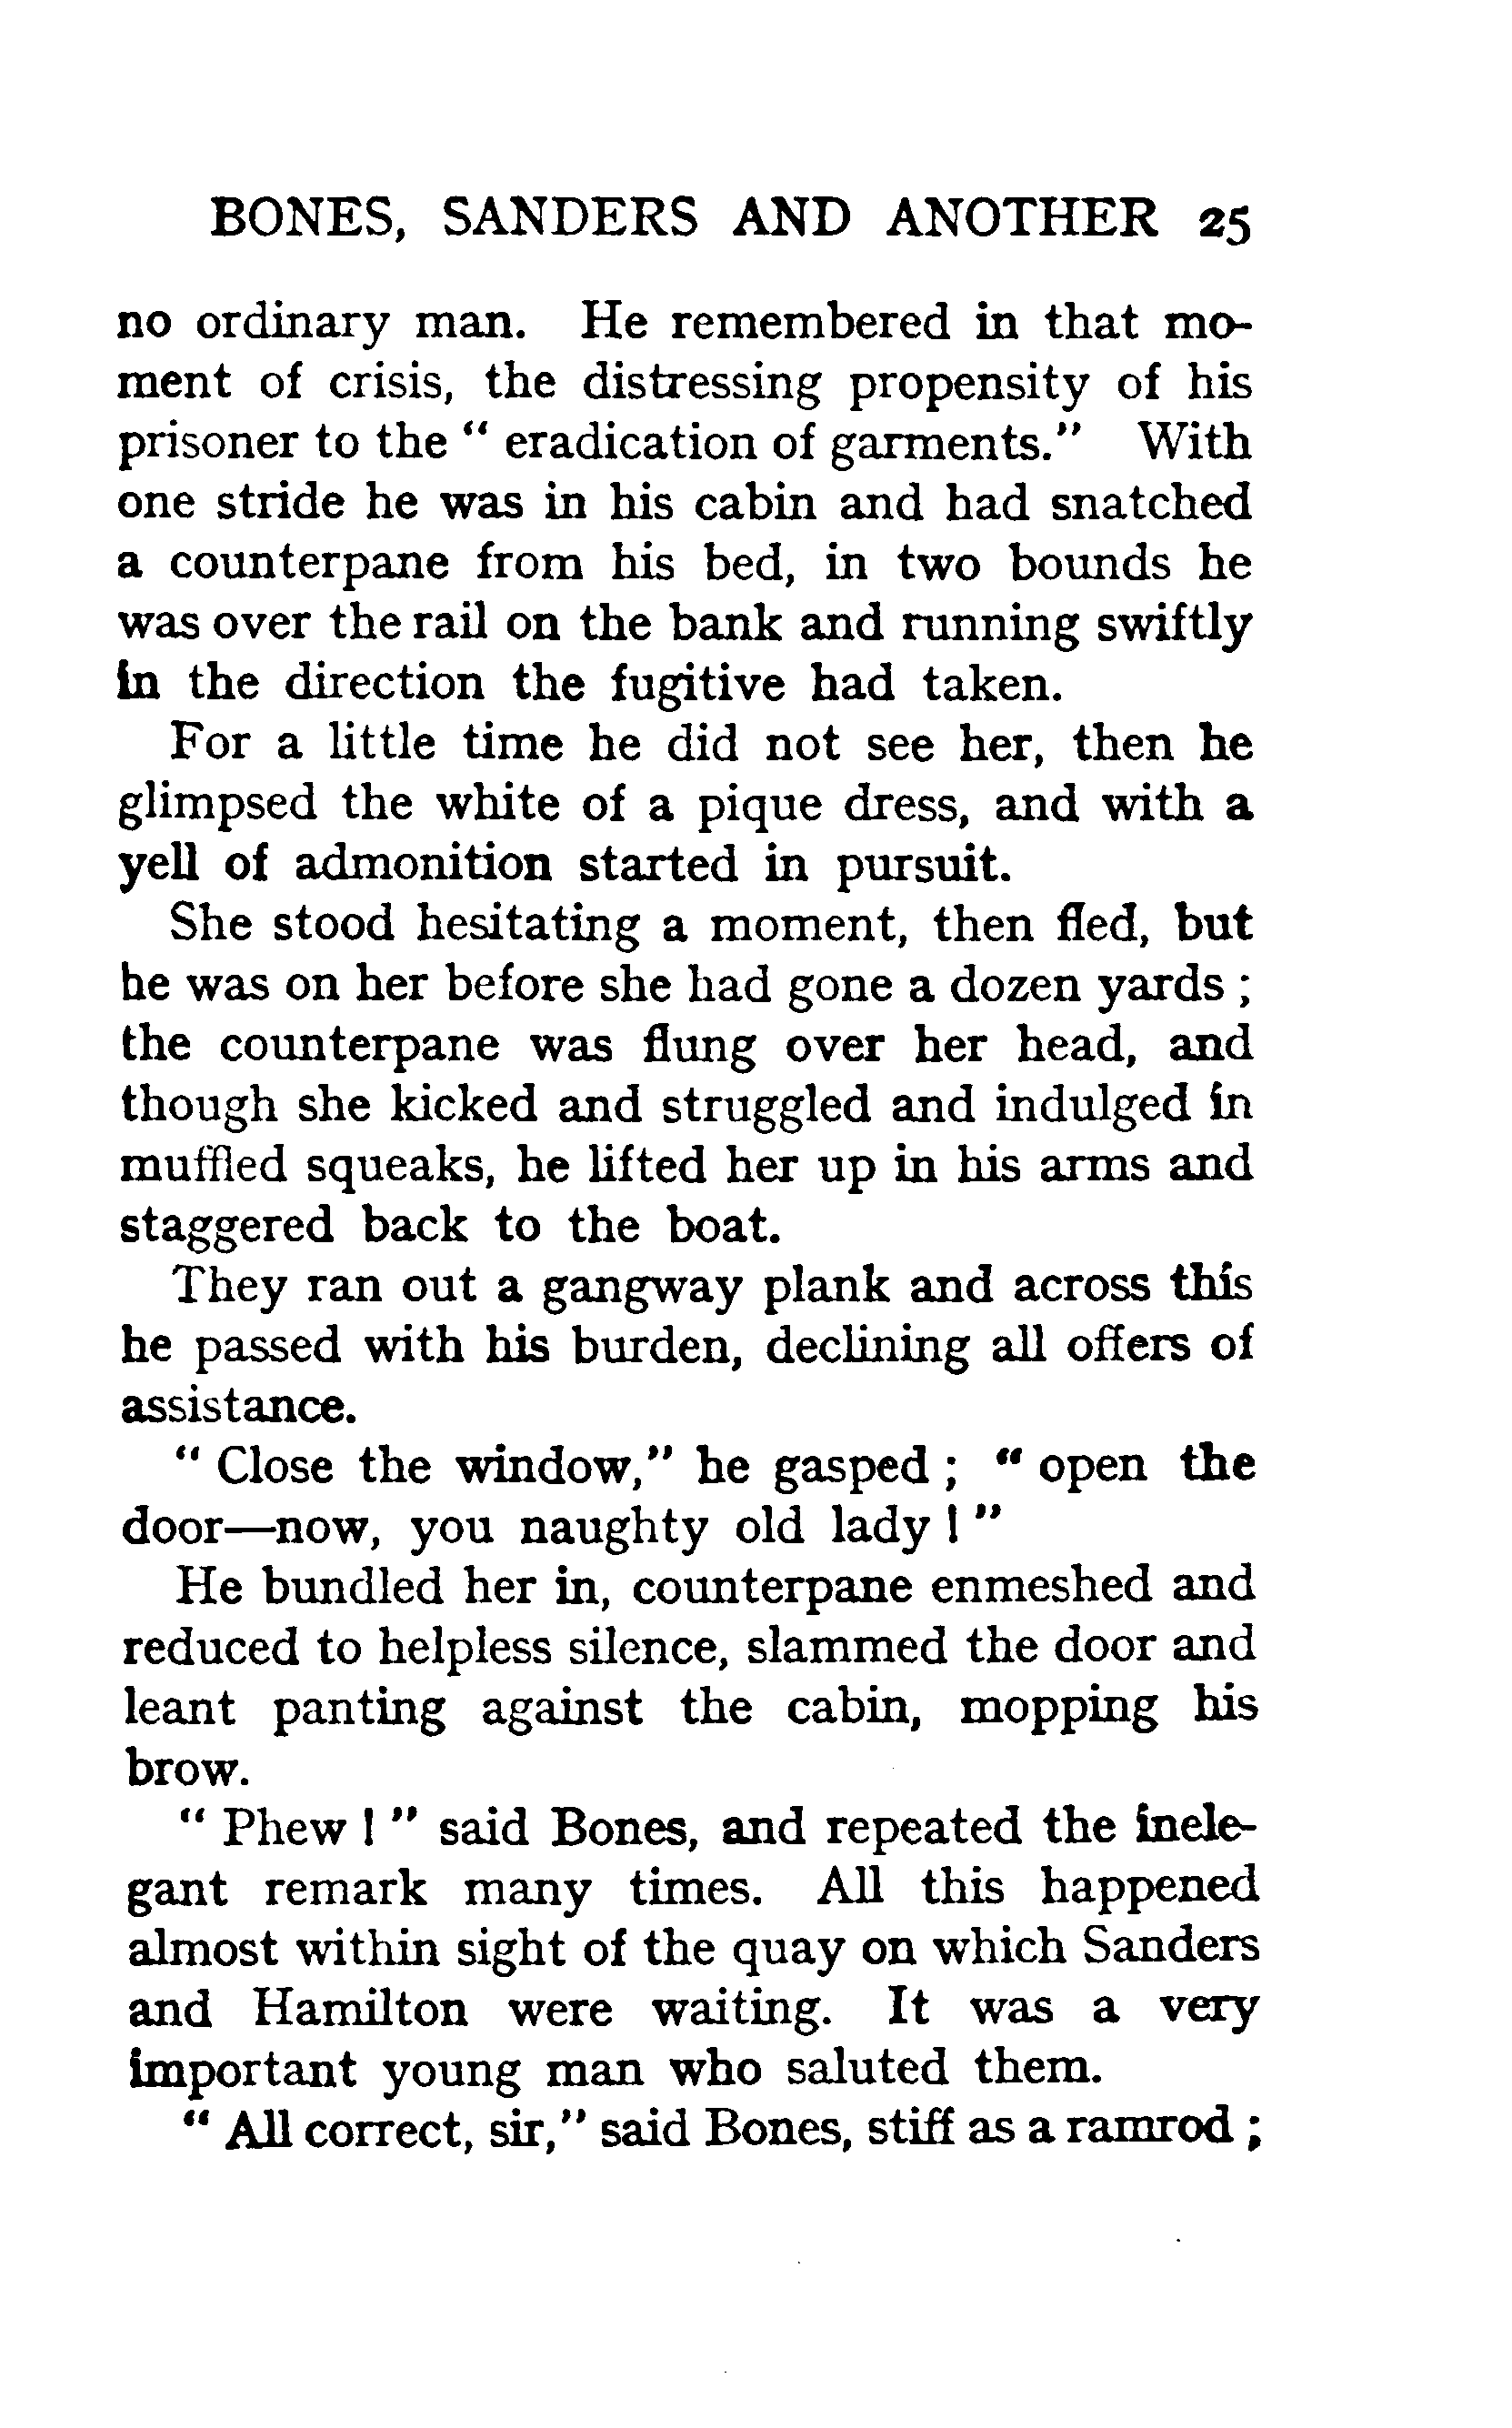 BONES, SANDERS AND ANOTHER 25
no ordinary man. He remembered in that mo-
ment of crisis, the distressing propensity of his
prisoner to the " eradication of garments." With
one stride he was in his cabin and had snatched
a counterpane from his bed, in two bounds he
was over the rail on the bank and running swiftly
in the direction the fugitive had taken.
For a little time he did not see her, then he
glimpsed the white of a pique dress, and with a
yell of admonition started in pursuit.
She stood hesitating a moment, then fled, but
he was on her before she had gone a dozen yards ;
the counterpane was flung over her head, and
though she kicked and struggled and indulged in
muffled squeaks, he lifted her up in his arms and
staggered back to the boat.
They ran out a gangway plank and across this
he passed with his burden, declining all offers of
assistance.
" Close the window," he gasped ; " open the
door—now, you naughty old lady ! "
He bundled her in, counterpane enmeshed and
reduced to helpless silence, slammed the door and
leant panting against the cabin, mopping his
brow.
" Phew ! " said Bones, and repeated the inele-
gant remark many times. All this happened
almost within sight of the quay on which Sanders
and Hamilton were waiting. It was a very
important young man who saluted them.
" All correct, sir," said Bones, stiff as a ramrod ;